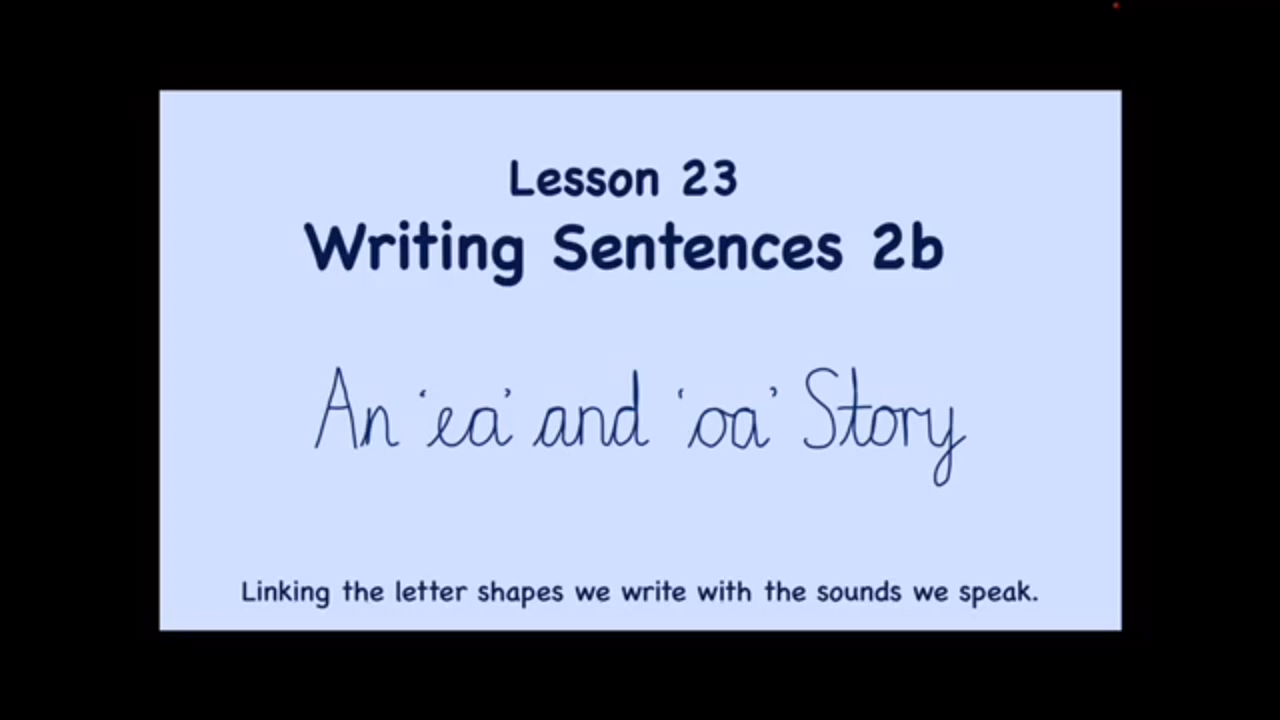 Lesson 23
Writing Sentences 2b
An ‘ea’ and ‘oa’ Story
Linking the letter shapes we write with the sounds we speak.